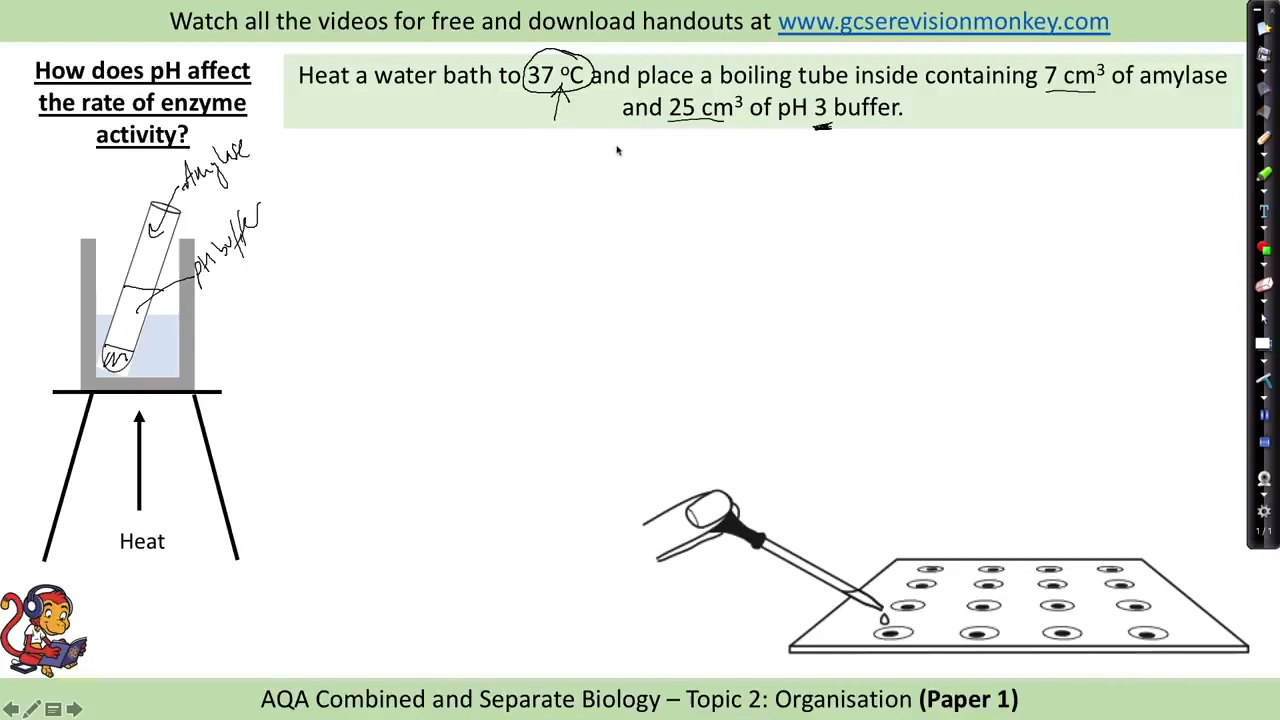 Watch all the videos for free and download handouts at www.gcserevisionmonkey.com
How does pH affect
the rate of enzyme
activity?
Heat a water bath to 37 °C and place a boiling tube inside containing 7 cm³ of amylase
and 25 cm³ of pH 3 buffer.
Amylase
pH buffer
Heat
AQA Combined and Separate Biology – Topic 2: Organisation (Paper 1)
1/1